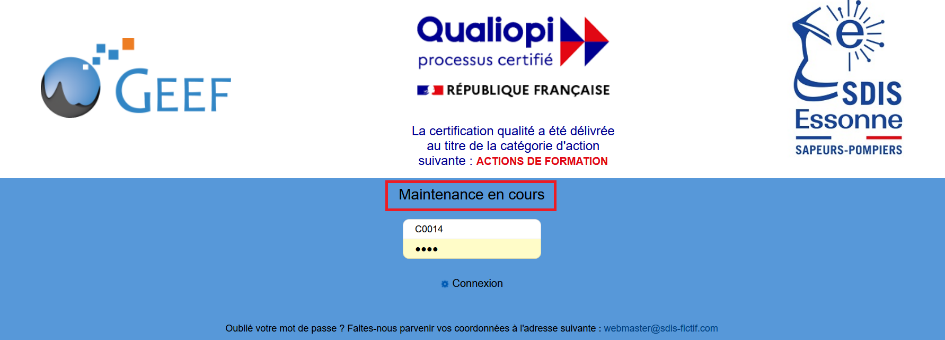 GEEF
Qualiopi
processus certifié
RÉPUBLIQUE FRANÇAISE
La certification qualité a été délivrée
au titre de la catégorie d'action
suivante : ACTIONS DE FORMATION
e
SDIS
Essonne
SAPEURS-POMPIERS
Maintenance en cours
C0014
••••
Connexion
Oublié votre mot de passe ? Faites-nous parvenir vos coordonnées à l'adresse suivante : webmaster@sdis-fictif.com